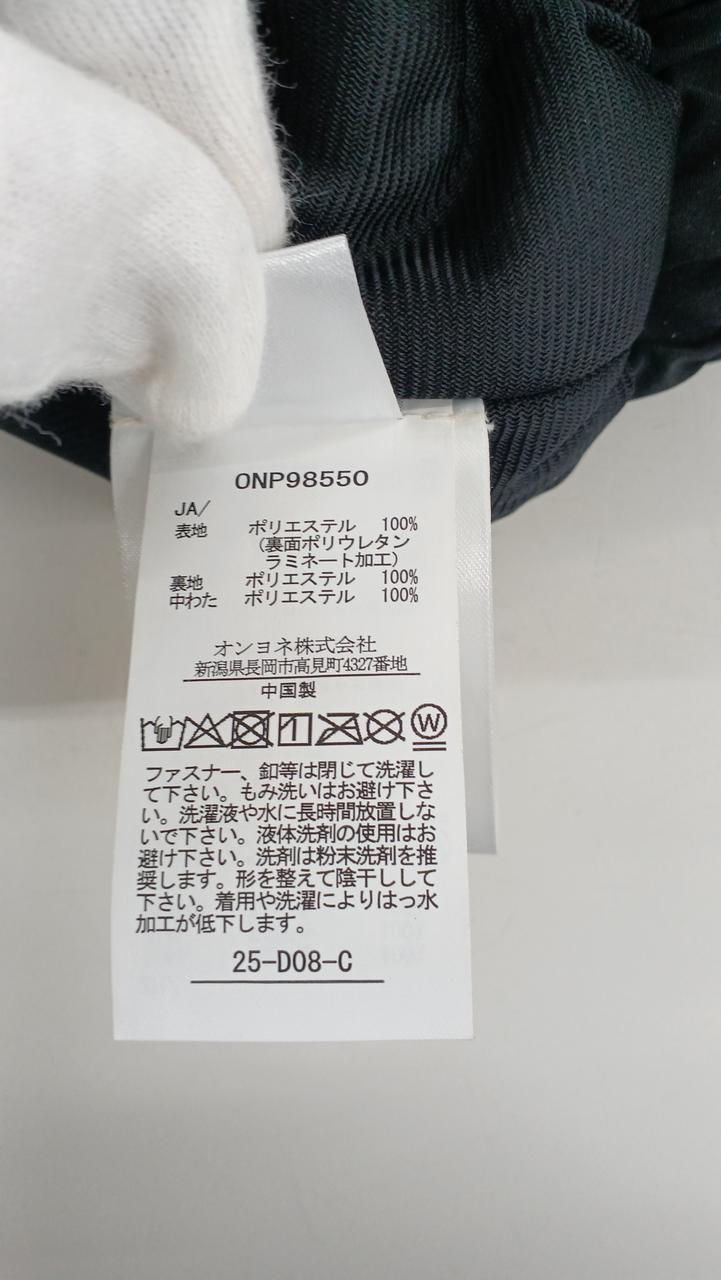 ONP98550
JA/
表地 ポリエステル 100%
(裏面ポリウレタン
ラミネート加工)
裏地 ポリエステル 100%
中わた ポリエステル 100%
オンヨネ株式会社
新潟県長岡市高見町4327番地
中国製
W
ファスナー、釦等は閉じて洗濯し
て下さい。もみ洗いはお避け下さ
い。洗濯液や水に長時間放置しな
いで下さい。液体洗剤の使用はお
避け下さい。洗剤は粉末洗剤を推
奨します。形を整えて陰干しして
下さい。着用や洗濯によりはっ水
加工が低下します。
25-D08-C